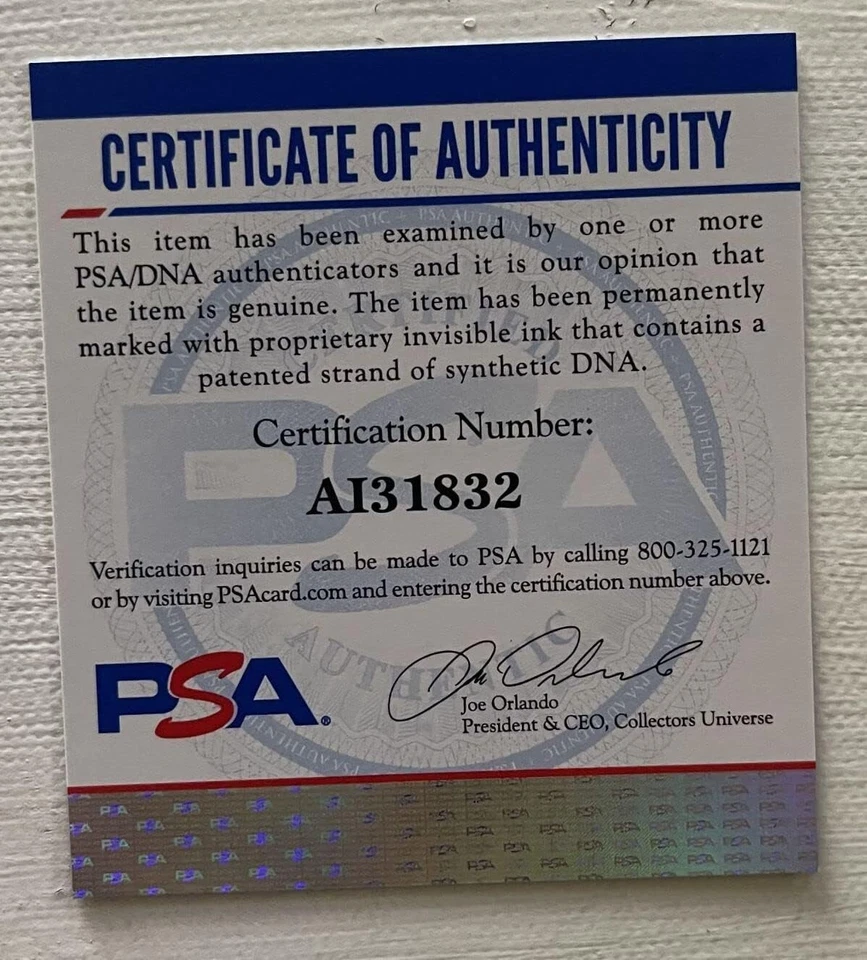 CERTIFICATE OF AUTHENTICITY
This item has been examined by one or more
PSA/DNA authenticators and it is our opinion that
the item is genuine. The item has been permanently
marked with proprietary invisible ink that contains a
patented strand of synthetic DNA.
Certification Number:
AI31832
Verification inquiries can be made to PSA by calling 800-325-1121
or by visiting PSAcard.com and entering the certification number above.
PSA®
Joe Orlando
President & CEO, Collectors Universe